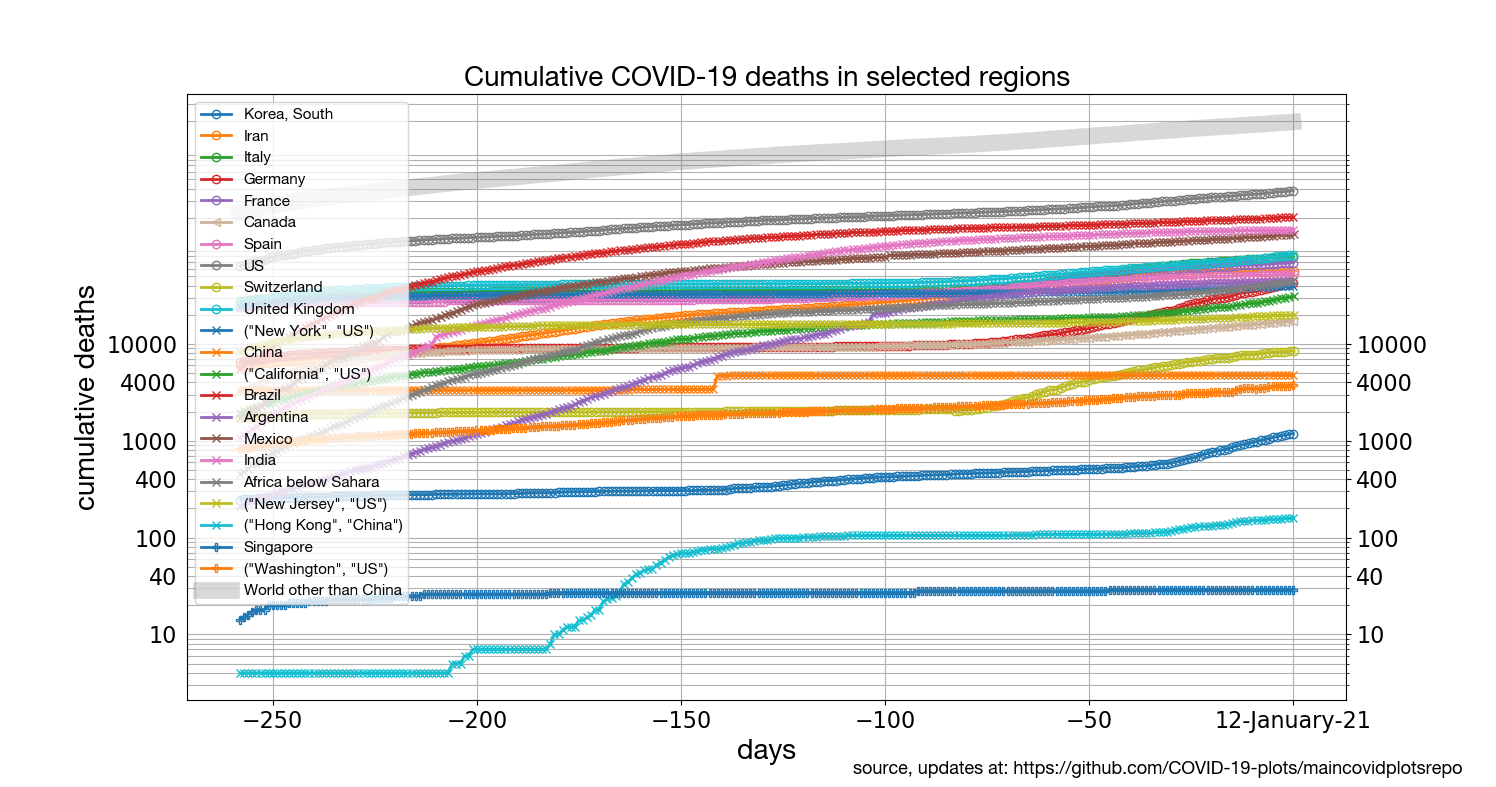 Cumulative COVID-19 deaths in selected regions
Korea, South
Iran
Italy
Germany
France
Canada
Spain
US
Switzerland
United Kingdom
("New York", "US")
China
("California", "US")
Brazil
Argentina
Mexico
India
Africa below Sahara
("New Jersey", "US")
("Hong Kong", "China")
Singapore
("Washington", "US")
World other than China
cumulative deaths
10000
4000
1000
400
100
40
10
10000
4000
1000
400
100
40
10
−250 −200 −150 −100 −50 12-January-21
days
source, updates at: https://github.com/COVID-19-plots/maincovidplotsrepo